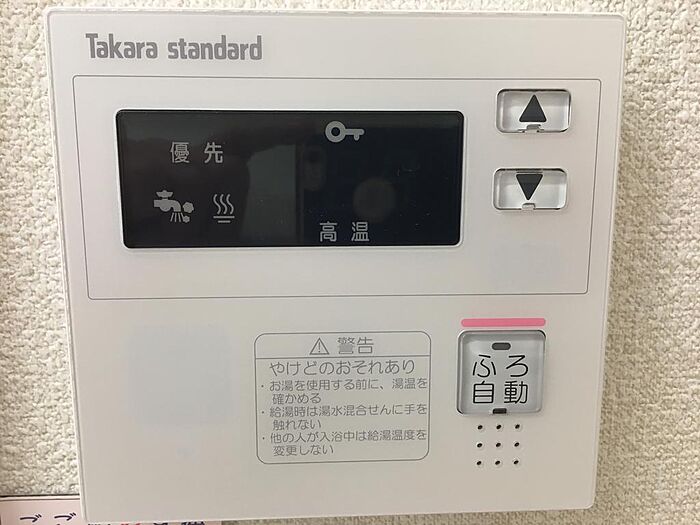 Takara standard
優先
高温
警告
やけどのおそれあり
・お湯を使用する前に、湯温を
確かめる
・給湯時は湯水混合せんに手を
触れない
・他の人が入浴中は給湯温度を
変更しない
ふろ
自動